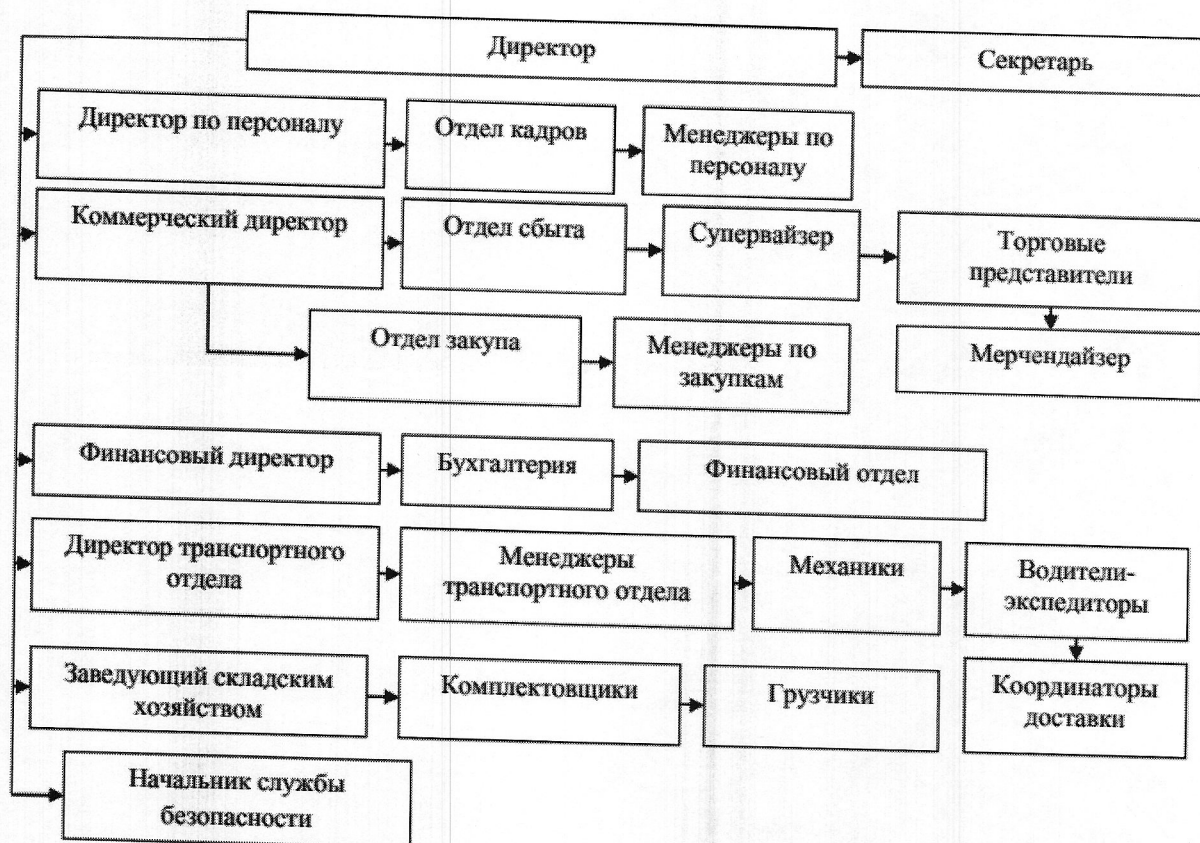 Директор
Секретарь
Директор по персоналу
Отдел кадров
Менеджеры по
персоналу
Коммерческий директор
Отдел сбыта
Супервайзер
Торговые
представители
Отдел закупа
Менеджеры по
закупкам
Мерчендайзер
Финансовый директор
Бухгалтерия
Финансовый отдел
Директор транспортного
отдела
Менеджеры
транспортного отдела
Механики
Водители-
экспедиторы
Заведующий складским
хозяйством
Комплектовщики
Грузчики
Координаторы
доставки
Начальник службы
безопасности